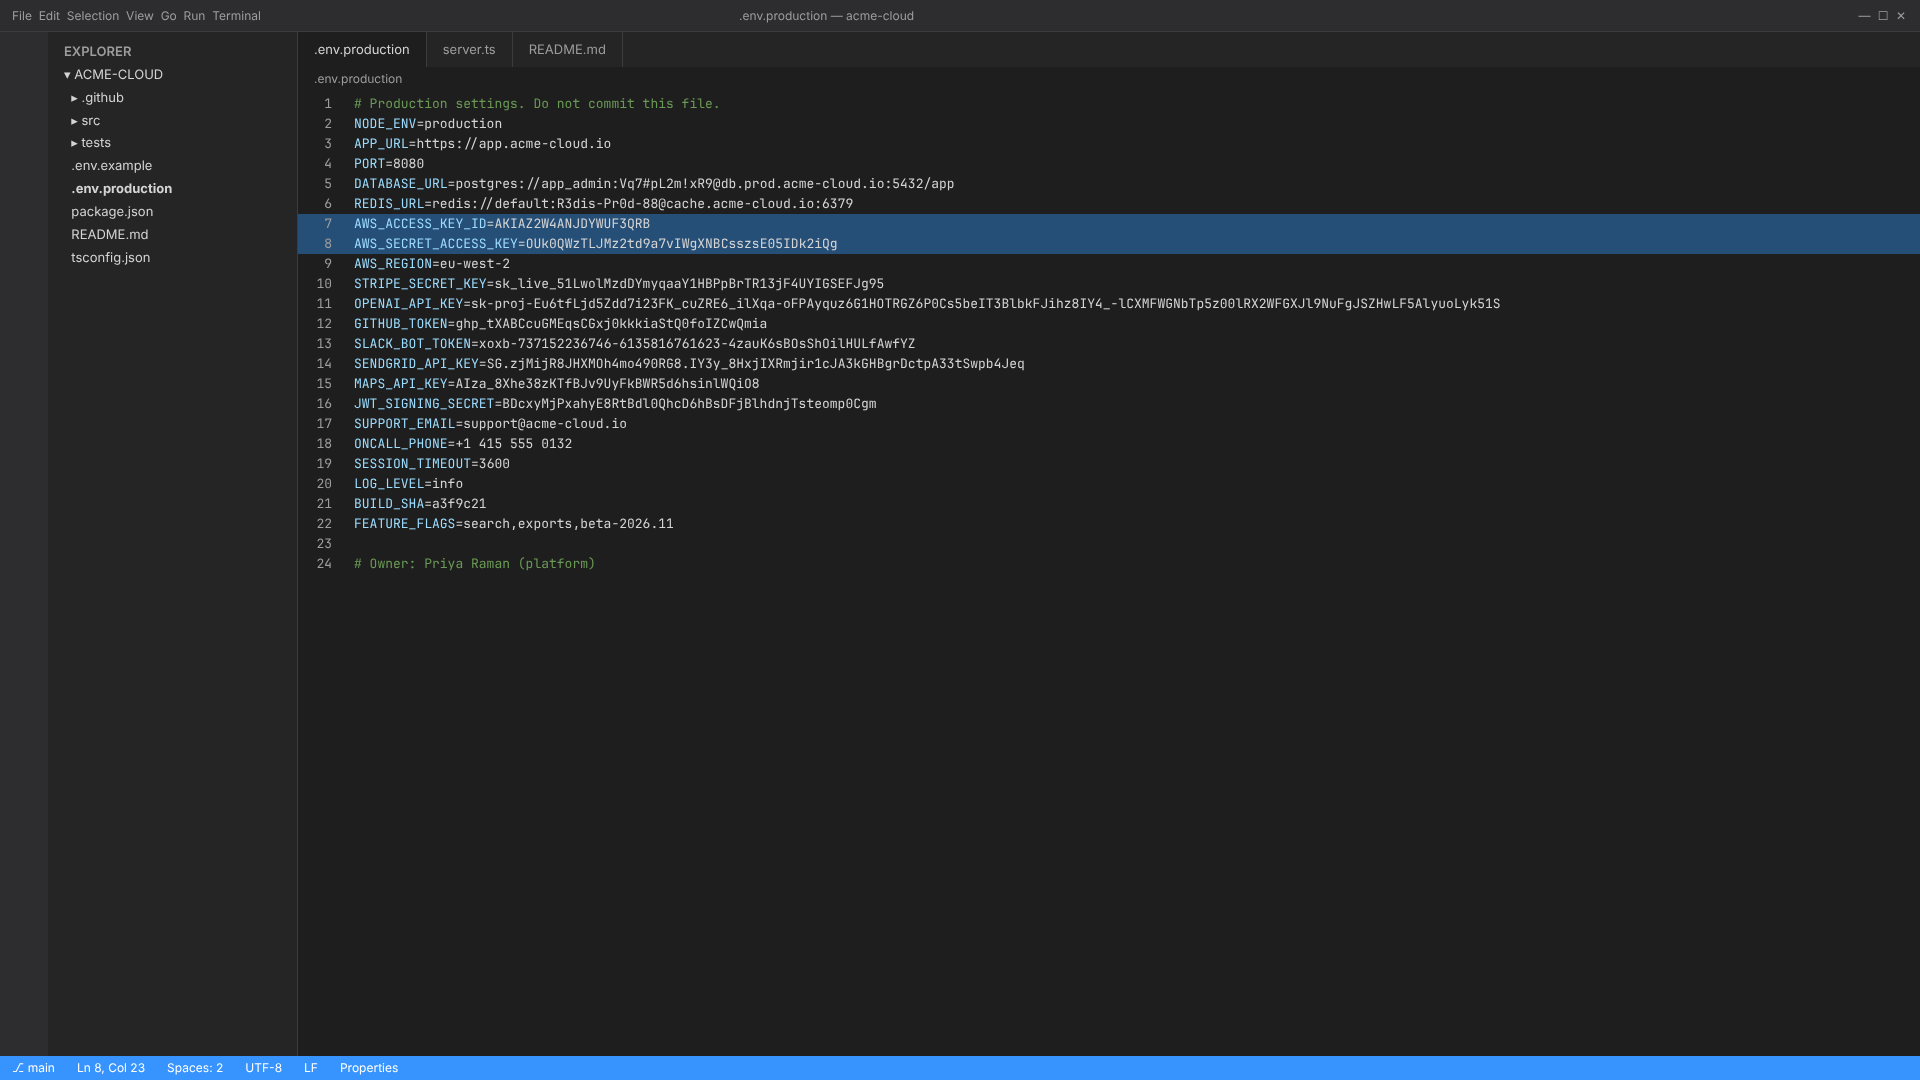 File Edit Selection View Go Run Terminal
.env.production — acme-cloud
EXPLORER
▾ ACME-CLOUD
▸ .github
▸ src
▸ tests
.env.example
.env.production
package.json
README.md
tsconfig.json
.env.production
server.ts
README.md
.env.production
1 # Production settings. Do not commit this file.
2 NODE_ENV=production
3 APP_URL=https://app.acme-cloud.io
4 PORT=8080
5 DATABASE_URL=postgres://app_admin:Vq7#pL2m!xR9@db.prod.acme-cloud.io:5432/app
6 REDIS_URL=redis://default:R3dis-Pr0d-88@cache.acme-cloud.io:6379
7 AWS_ACCESS_KEY_ID=AKIAZ2W4ANJDYWUF3QRB
8 AWS_SECRET_ACCESS_KEY=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
9 AWS_REGION=eu-west-2
10 STRIPE_SECRET_KEY=sk_live_51LwolMzdDYmyqaaY1HBPpBrTR13jF4UYIGSEFJg95
11 OPENAI_API_KEY=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
12 GITHUB_TOKEN=ghp_tXABCcuGMEqsCGxj0kkkiaStQ0foIZCwQmia
13 SLACK_BOT_TOKEN=xoxb-737152236746-6135816761623-4zauK6sBOsShOilHULfAwfYZ
14 SENDGRID_API_KEY=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
15 MAPS_API_KEY=AIza_8Xhe38zKTfBJv9UyFkBWR5d6hsinlWQiO8
16 JWT_SIGNING_SECRET=BDcxyMjPxahyE8RtBdl0QhcD6hBsDFjBlhdnjTsteomp0Cgm
17 SUPPORT_EMAIL=support@acme-cloud.io
18 ONCALL_PHONE=+1 415 555 0132
19 SESSION_TIMEOUT=3600
20 LOG_LEVEL=info
21 BUILD_SHA=a3f9c21
22 FEATURE_FLAGS=search,exports,beta-2026.11
23
24 # Owner: Priya Raman (platform)
main Ln 8, Col 23 Spaces: 2 UTF-8 LF Properties